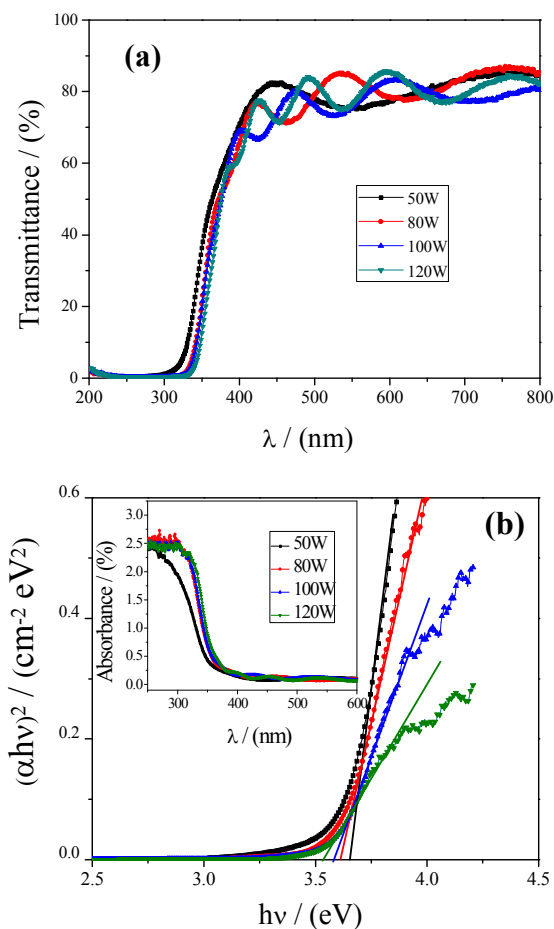 (a)
Transmittance / (%)
100
80
60
40
20
0
50W
80W
100W
120W
200 300 400 500 600 700 800
λ / (nm)
(b)
(αhν)² / (cm⁻² eV²)
0.6
0.4
0.2
0.0
Absorbance / (%)
2.5
2.0
1.5
1.0
0.5
0.0
50W
80W
100W
120W
300 400 500 600
λ / (nm)
2.5 3.0 3.5 4.0 4.5
hν / (eV)